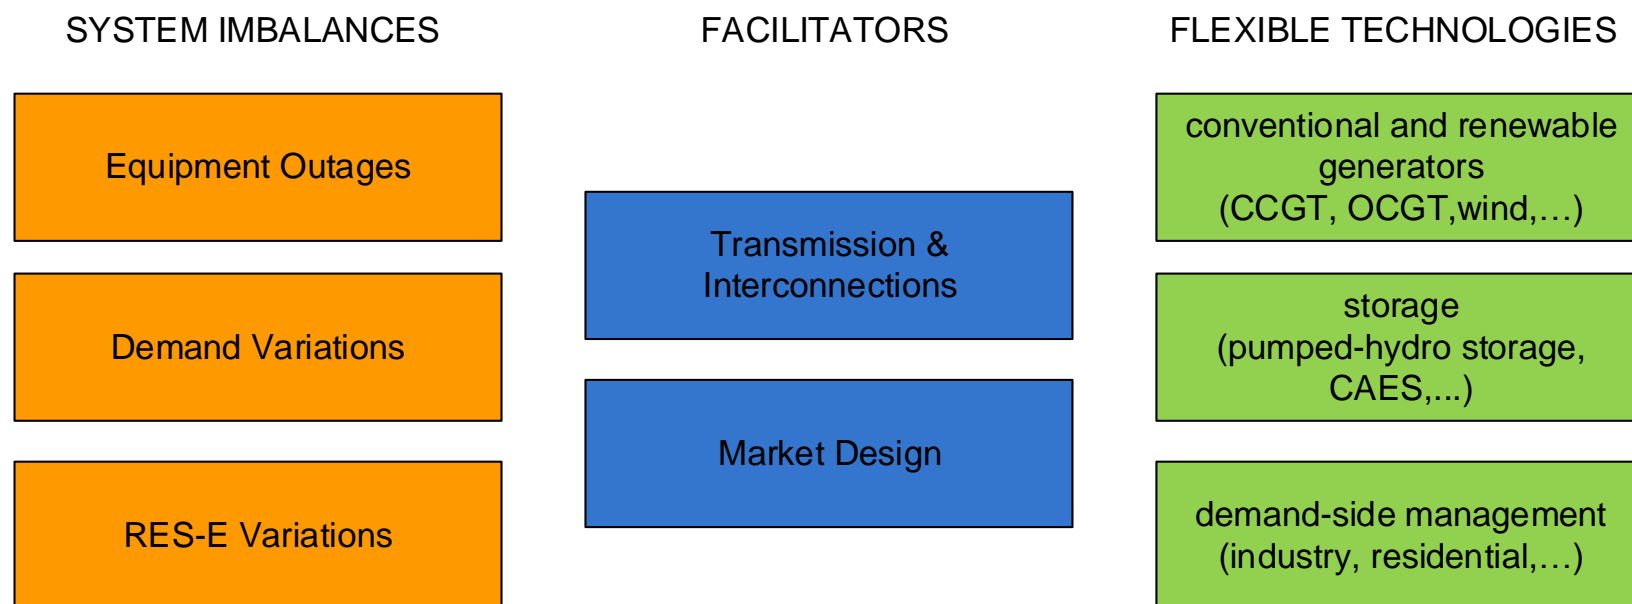 SYSTEM IMBALANCES
Equipment Outages
Demand Variations
RES-E Variations
FACILITATORS
Transmission &
Interconnections
Market Design
FLEXIBLE TECHNOLOGIES
conventional and renewable
generators
(CCGT, OCGT,wind,…)
storage
(pumped-hydro storage,
CAES,...)
demand-side management
(industry, residential,…)